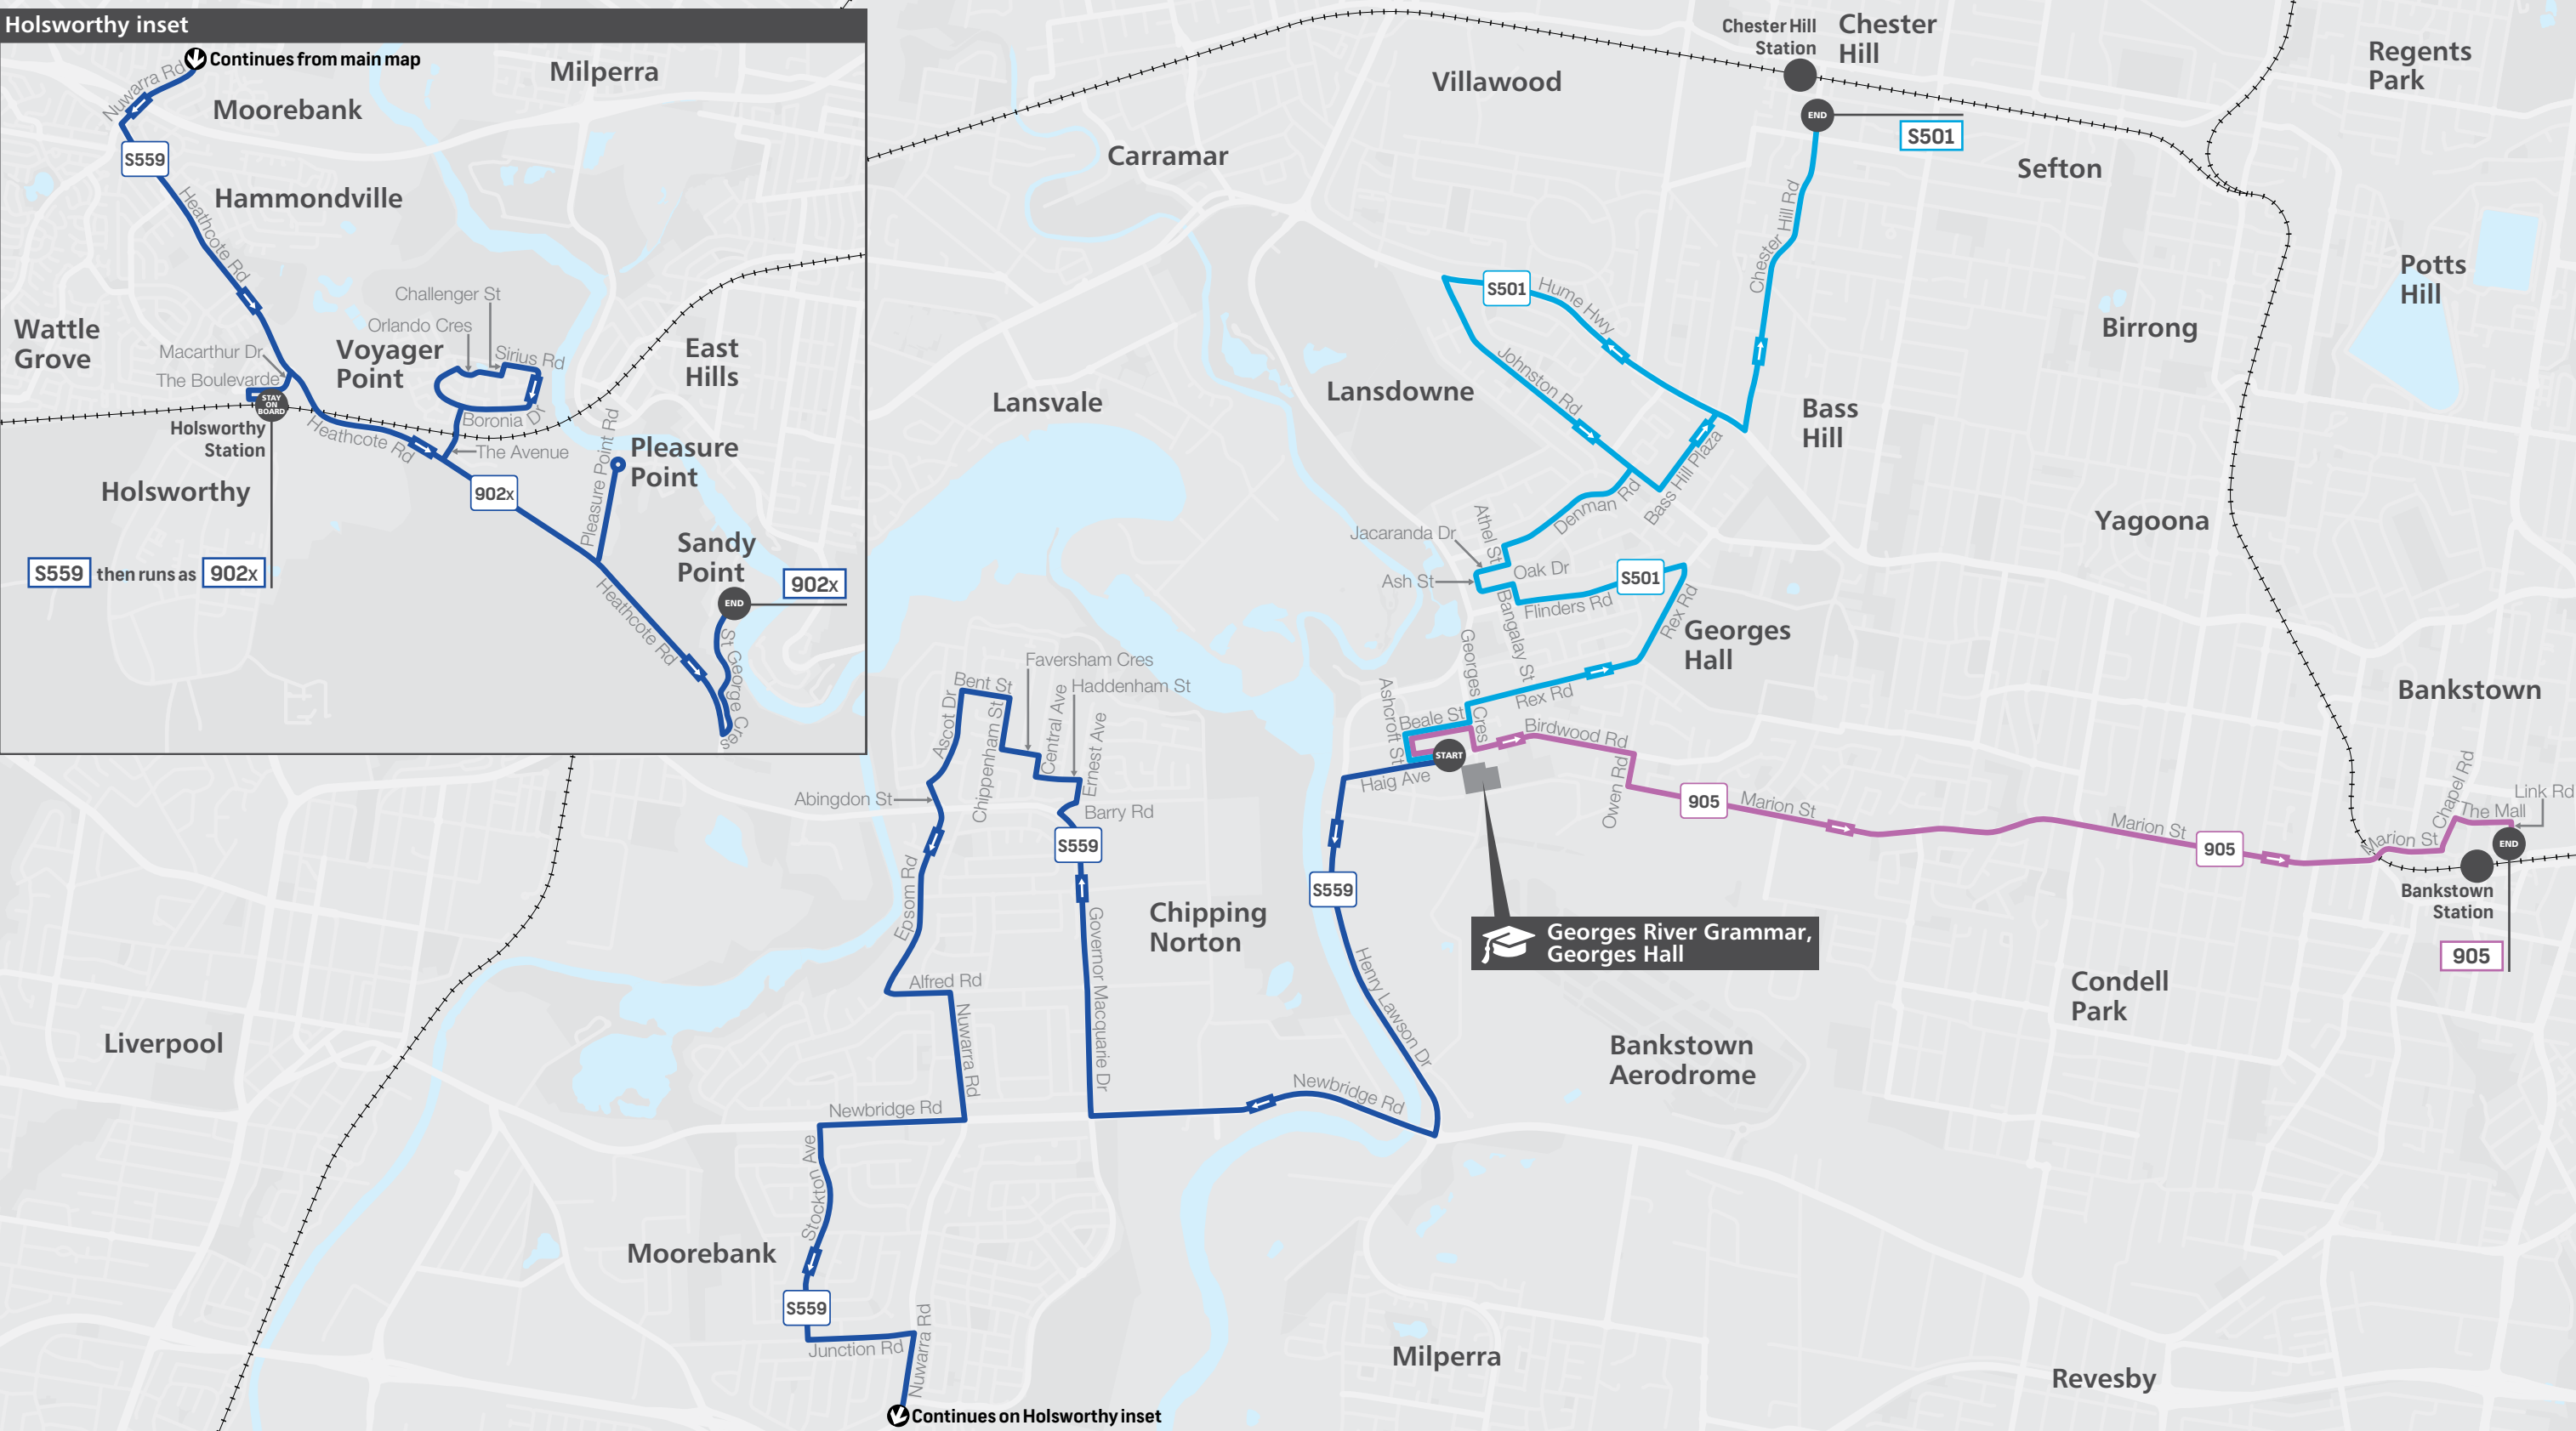 Holsworthy inset
Continues from main map
Nuwarra Rd
Moorebank
Milperra
S559
Hammondville
Heathcote Rd
Challenger St
Orlando Cres
Sirius Rd
Wattle
Grove
Macarthur Dr
The Boulevarde
Voyager
Point
East
Hills
STAY
ON
BOARD
Holsworthy
Station
Boronia Dr
Heathcote Rd
The Avenue
Pleasure Point Rd
Pleasure
Point
Holsworthy
902x
Sandy
Point
S559 then runs as 902x
902x
END
Heathcote Rd
St George Cres
Chester Hill
Station
Chester
Hill
END
S501
Villawood
Regents
Park
Carramar
Sefton
Chester Hill Rd
Potts
Hill
S501
Hume Hwy
Birrong
Johnston Rd
Lansdowne
Lansvale
Bass
Hill
Bass Hill Plaza
Denman Rd
Yagoona
Jacaranda Dr
Athel St
Ash St
Oak Dr
S501
Flinders Rd
Bangalay St
Rex Rd
Georges
Hall
Georges Cres
Rex Rd
Faversham Cres
Haddenham St
Bent St
Ascot Dr
Chippenham St
Central Ave
Ernest Ave
Ashcroft St
Beale St
Birdwood Rd
START
Haig Ave
Owen Rd
Bankstown
Abingdon St
Barry Rd
905
Marion St
Marion St
905
Marion St
Chapel Rd
Link Rd
The Mall
END
Bankstown
Station
905
S559
Epsom Rd
S559
Chipping
Norton
Governor Macquarie Dr
Georges River Grammar,
Georges Hall
Henry Lawson Dr
Alfred Rd
Nuwarra Rd
Condell
Park
Liverpool
Bankstown
Aerodrome
Newbridge Rd
Newbridge Rd
Stockton Ave
Moorebank
S559
Junction Rd
Nuwarra Rd
Milperra
Revesby
Continues on Holsworthy inset